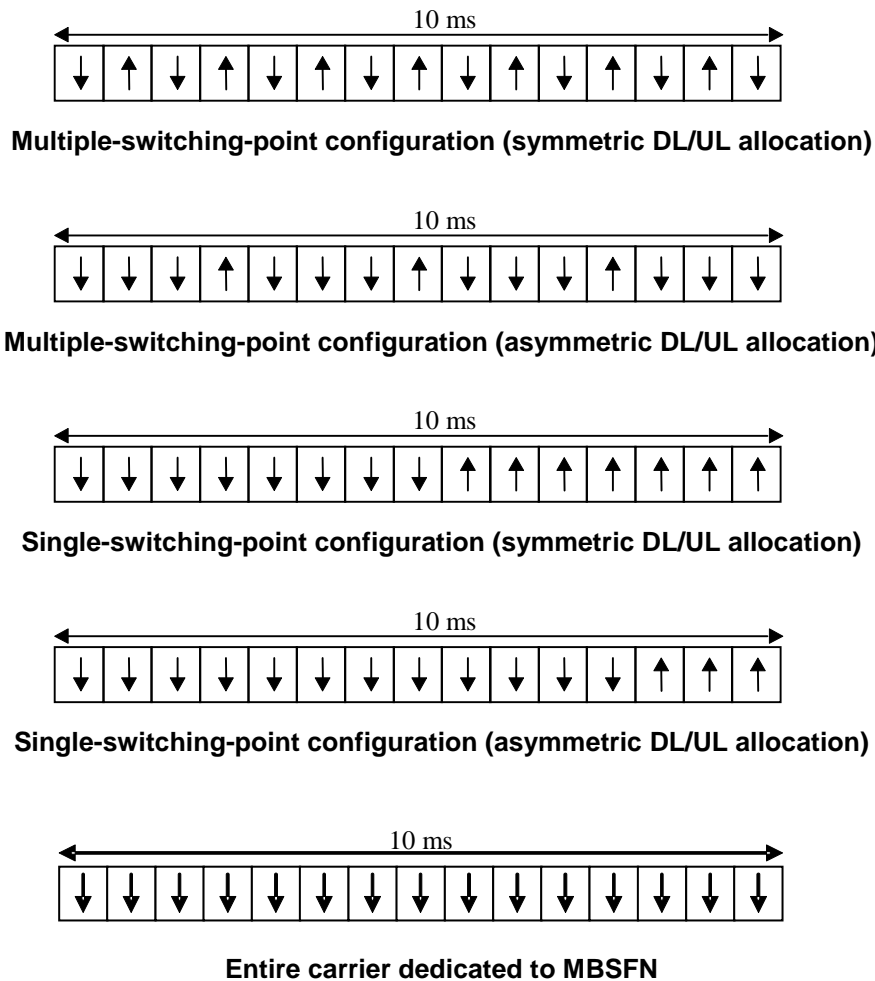 10 ms
Multiple-switching-point configuration (symmetric DL/UL allocation)
10 ms
Multiple-switching-point configuration (asymmetric DL/UL allocation)
10 ms
Single-switching-point configuration (symmetric DL/UL allocation)
10 ms
Single-switching-point configuration (asymmetric DL/UL allocation)
10 ms
Entire carrier dedicated to MBSFN